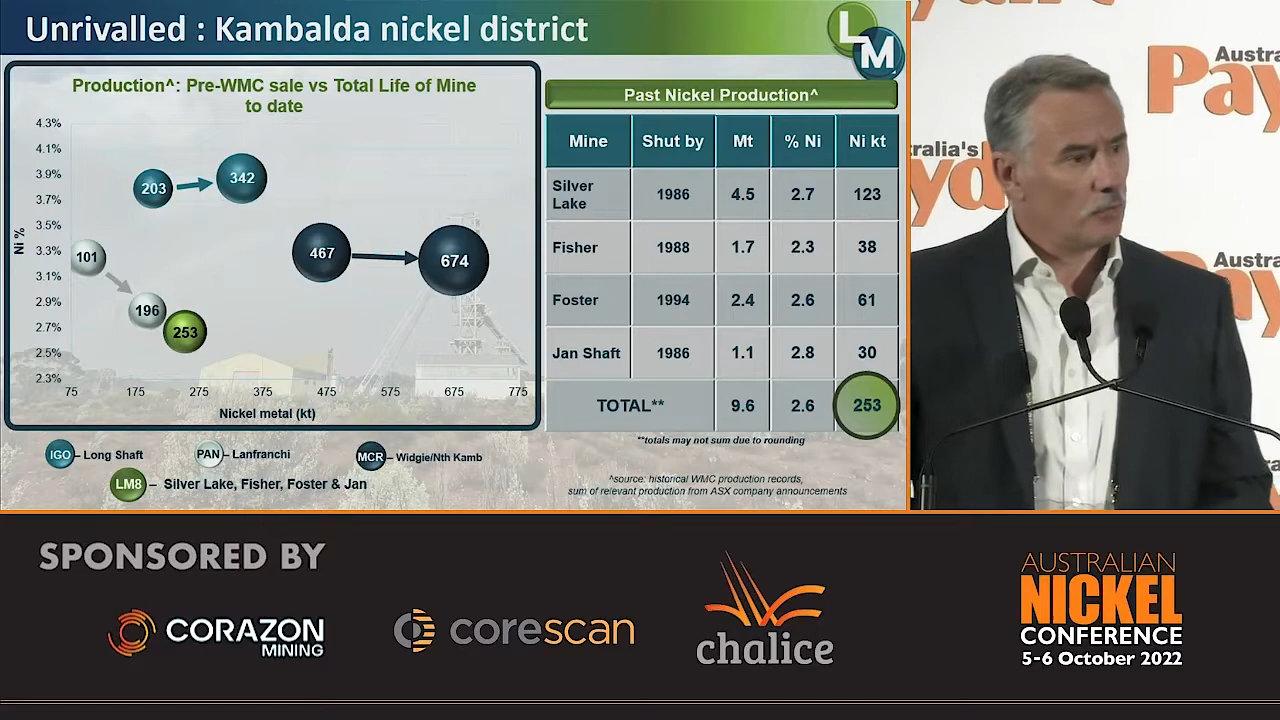 Unrivalled : Kambalda nickel district
L
M
Production^: Pre-WMC sale vs Total Life of Mine
to date
4.3%
4.1%
3.9%
3.7%
3.5%
3.3%
3.1%
2.9%
2.7%
2.5%
2.3%
Ni %
203
342
467
674
101
196
253
75 175 275 375 475 575 675 775
Nickel metal (kt)
IGO – Long Shaft
PAN – Lanfranchi
MCR – Widgie/Nth Kamb
LM8 – Silver Lake, Fisher, Foster & Jan
Past Nickel Production^
Mine Shut by Mt % Ni Ni kt
Silver
Lake 1986 4.5 2.7 123
Fisher 1988 1.7 2.3 38
Foster 1994 2.4 2.6 61
Jan Shaft 1986 1.1 2.8 30
TOTAL** 9.6 2.6 253
**totals may not sum due to rounding
^source: historical WMC production records,
sum of relevant production from ASX company announcements
Austra
Pay
ralia's
yd
Austra
SPONSORED BY
CORAZON
MINING
corescan
chalice
AUSTRALIAN
NICKEL
CONFERENCE
5-6 October 2022